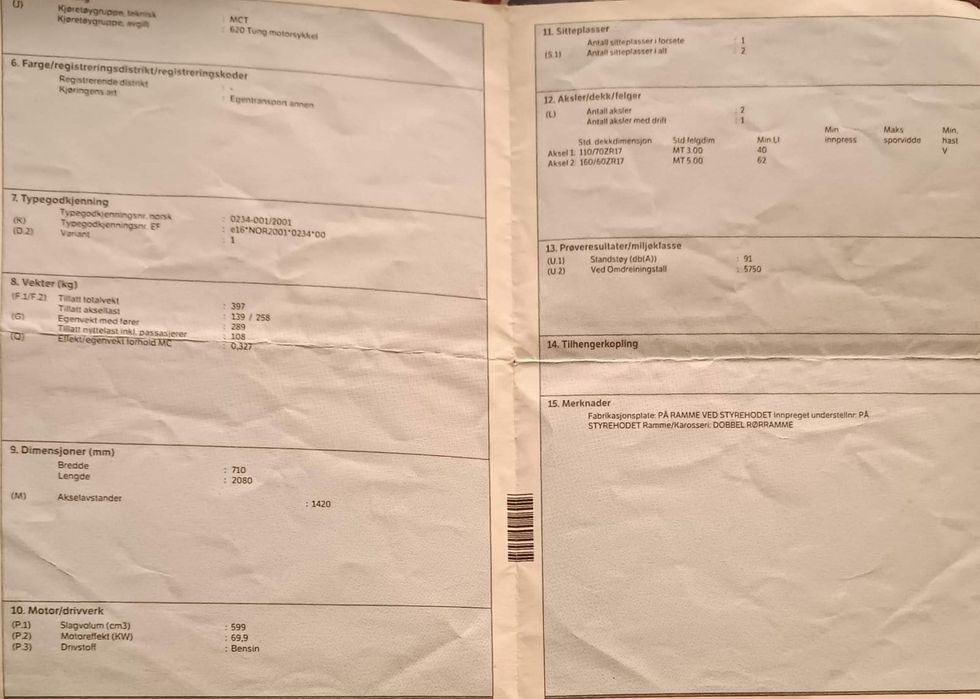 (J) Kjøretøygruppe, teknisk : MCT
Kjøretøygruppe, avgift : 620 Tung motorsykkel
6. Farge/registreringsdistrikt/registreringskoder
Registrerende distrikt : -
Kjøringens art : Egentransport annen
7. Typegodkjenning
Typegodkjenningsnr. norsk : 0234-001/2001
(K) Typegodkjenningsnr. EF : e16*NOR2001*0234*00
(D.2) Variant : 1
8. Vekter (kg)
(F.1/F.2) Tillatt totalvekt : 397
Tillatt aksellast : 139 / 258
(G) Egenvekt med fører : 289
Tillatt nyttelast inkl. passasjerer : 108
(Q) Effekt/egenvekt forhold MC : 0,327
9. Dimensjoner (mm)
Bredde : 710
Lengde : 2080
(M) Akselavstander : 1420
10. Motor/drivverk
(P.1) Slagvolum (cm3) : 599
(P.2) Motoreffekt (KW) : 69,9
(P.3) Drivstoff : Bensin
11. Sitteplasser
Antall sitteplasser i forsete : 1
(S.1) Antall sitteplasser i alt : 2
12. Aksler/dekk/felger
(L) Antall aksler : 2
Antall aksler med drift : 1
Min Maks Min.
Std. dekkdimensjon Std felgdim Min.LI innpress sporvidde hast
Aksel 1: 110/70ZR17 MT 3.00 40 V
Aksel 2: 160/60ZR17 MT 5.00 62
13. Prøveresultater/miljøklasse
(U.1) Standstøy (db(A)) : 91
(U.2) Ved Omdreiningstall : 5750
14. Tilhengerkopling
15. Merknader
Fabrikasjonsplate: PÅ RAMME VED STYREHODET Innpreget understellnr: PÅ
STYREHODET Ramme/Karosseri: DOBBEL RØRRAMME